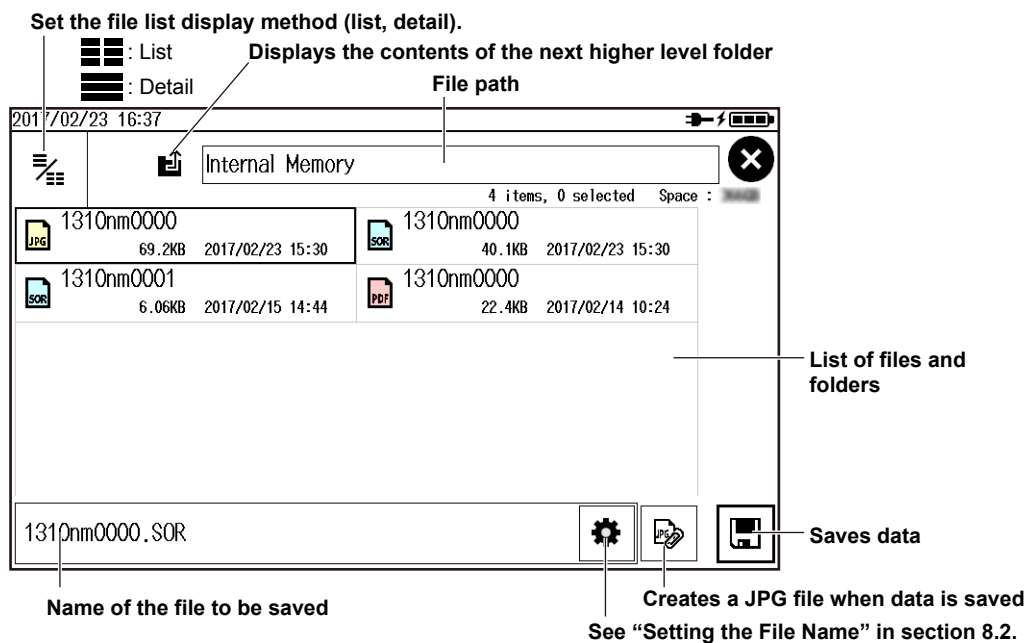 Set the file list display method (list, detail).
: List
Displays the contents of the next higher level folder
: Detail
File path
2017/02/23 16:37
Internal Memory
4 items, 0 selected Space :
1310nm0000
JPG
69.2KB 2017/02/23 15:30
1310nm0000
SOR
40.1KB 2017/02/23 15:30
1310nm0001
SOR
6.06KB 2017/02/15 14:44
1310nm0000
PDF
22.4KB 2017/02/14 10:24
List of files and
folders
1310nm0000.SOR
JPG
Saves data
Name of the file to be saved
Creates a JPG file when data is saved
See “Setting the File Name” in section 8.2.